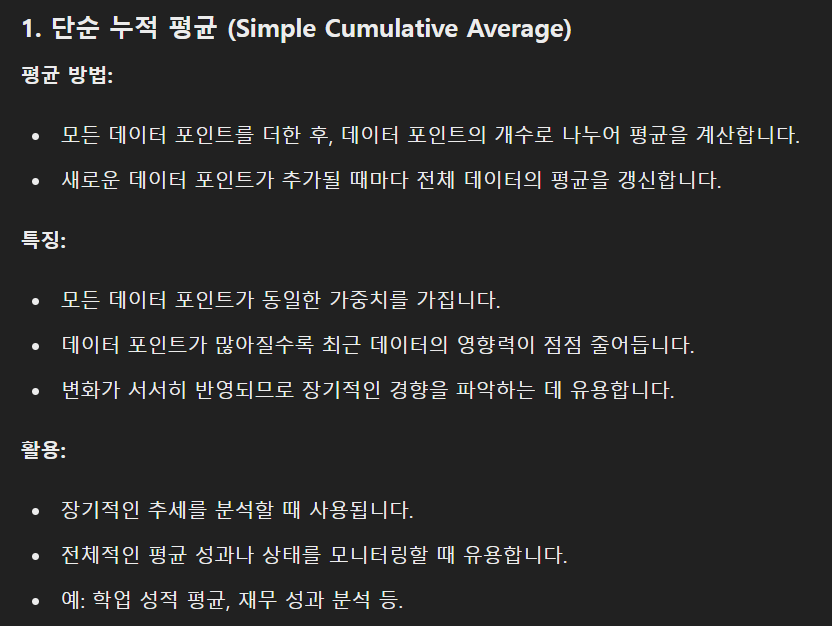 1. 단순 누적 평균 (Simple Cumulative Average)
평균 방법:
• 모든 데이터 포인트를 더한 후, 데이터 포인트의 개수로 나누어 평균을 계산합니다.
• 새로운 데이터 포인트가 추가될 때마다 전체 데이터의 평균을 갱신합니다.
특징:
• 모든 데이터 포인트가 동일한 가중치를 가집니다.
• 데이터 포인트가 많아질수록 최근 데이터의 영향력이 점점 줄어듭니다.
• 변화가 서서히 반영되므로 장기적인 경향을 파악하는 데 유용합니다.
활용:
• 장기적인 추세를 분석할 때 사용됩니다.
• 전체적인 평균 성과나 상태를 모니터링할 때 유용합니다.
• 예: 학업 성적 평균, 재무 성과 분석 등.